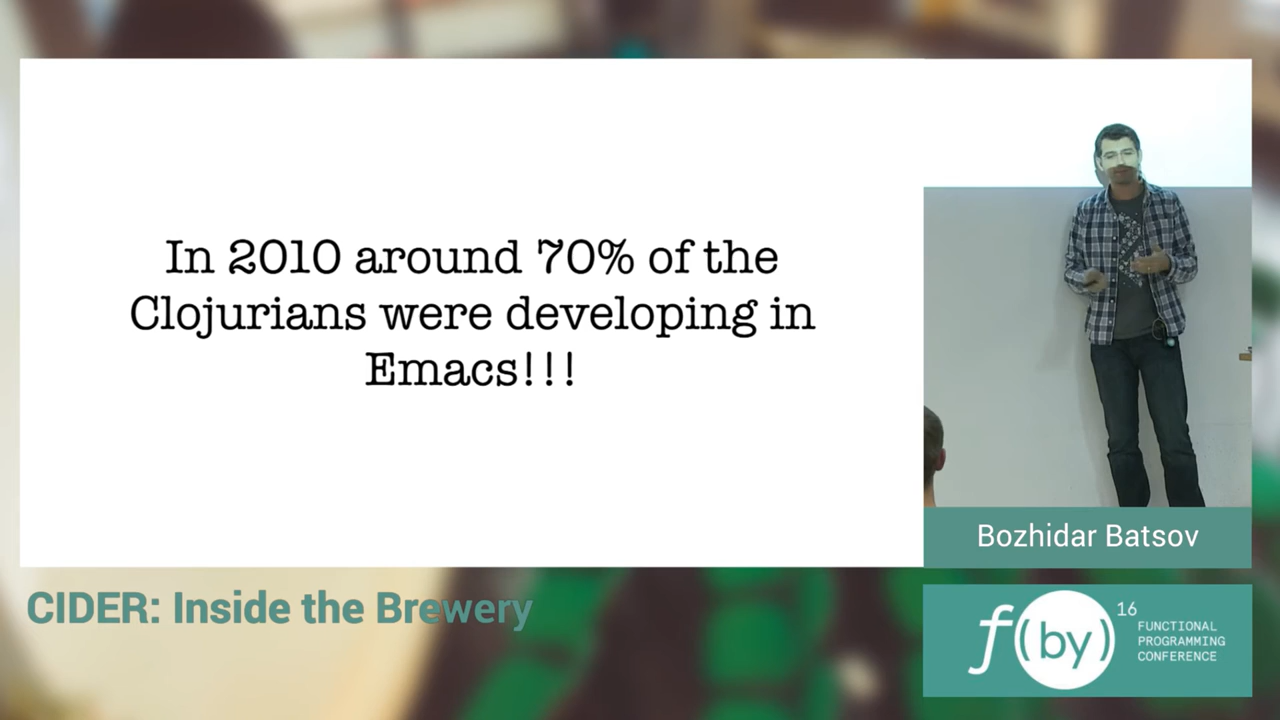 In 2010 around 70% of the
Clojurians were developing in
Emacs!!!
Bozhidar Batsov
CIDER: Inside the Brewery
f(by) 16
FUNCTIONAL
PROGRAMMING
CONFERENCE